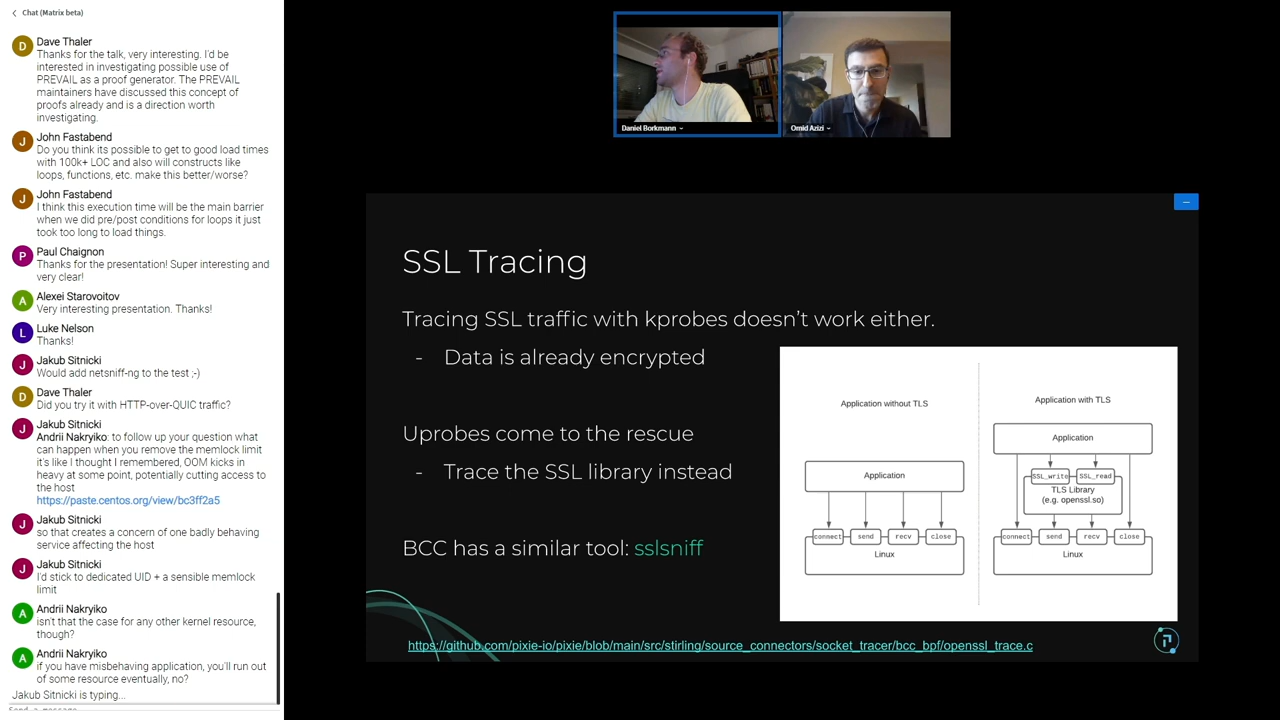 Chat (Matrix beta)
D
Dave Thaler
Thanks for the talk, very interesting. I'd be
interested in investigating possible use of
PREVAIL as a proof generator. The PREVAIL
maintainers have discussed this concept of
proofs already and is a direction worth
investigating.
J
John Fastabend
Do you think its possible to get to good load times
with 100k+ LOC and also will constructs like
loops, functions, etc. make this better/worse?
J
John Fastabend
I think this execution time will be the main barrier
when we did pre/post conditions for loops it just
took too long to load things.
P
Paul Chaignon
Thanks for the presentation! Super interesting and
very clear!
A
Alexei Starovoitov
Very interesting presentation. Thanks!
L
Luke Nelson
Thanks!
J
Jakub Sitnicki
Would add netsniff-ng to the test ;-)
D
Dave Thaler
Did you try it with HTTP-over-QUIC traffic?
J
Jakub Sitnicki
Andrii Nakryiko: to follow up your question what
can happen when you remove the memlock limit
it's like I thought I remembered, OOM kicks in
heavy at some point, potentially cutting access to
the host
https://paste.centos.org/view/bc3ff2a5
J
Jakub Sitnicki
so that creates a concern of one badly behaving
service affecting the host
J
Jakub Sitnicki
I'd stick to dedicated UID + a sensible memlock
limit
A
Andrii Nakryiko
isn't that the case for any other kernel resource,
though?
A
Andrii Nakryiko
if you have misbehaving application, you'll run out
of some resource eventually, no?
Jakub Sitnicki is typing...
Send a message
Daniel Borkmann
Omid Azizi
SSL Tracing
Tracing SSL traffic with kprobes doesn't work either.
- Data is already encrypted
Uprobes come to the rescue
- Trace the SSL library instead
BCC has a similar tool: sslsniff
Application without TLS
Application
connect send recv close
Linux
Application with TLS
Application
SSL_write SSL_read
TLS Library
(e.g. openssl.so)
connect send recv close
Linux
https://github.com/pixie-io/pixie/blob/main/src/stirling/source_connectors/socket_tracer/bcc_bpf/openssl_trace.c